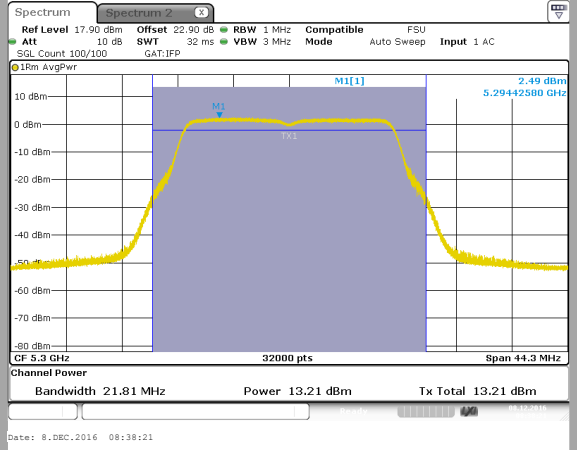 Spectrum
Spectrum 2 X
Ref Level 17.90 dBm Offset 22.90 dB RBW 1 MHz Compatible FSU
Att 10 dB SWT 32 ms VBW 3 MHz Mode Auto Sweep Input 1 AC
SGL Count 100/100 GAT:IFP
1Rm AvgPwr
M1[1] 2.49 dBm
5.29442580 GHz
10 dBm
M1
0 dBm
TX1
-10 dBm
-20 dBm
-30 dBm
-40 dBm
-50 dBm
-60 dBm
-70 dBm
-80 dBm
CF 5.3 GHz 32000 pts Span 44.3 MHz
Channel Power
Bandwidth 21.81 MHz Power 13.21 dBm Tx Total 13.21 dBm
Ready 08.12.2016
Date: 8.DEC.2016 08:38:21